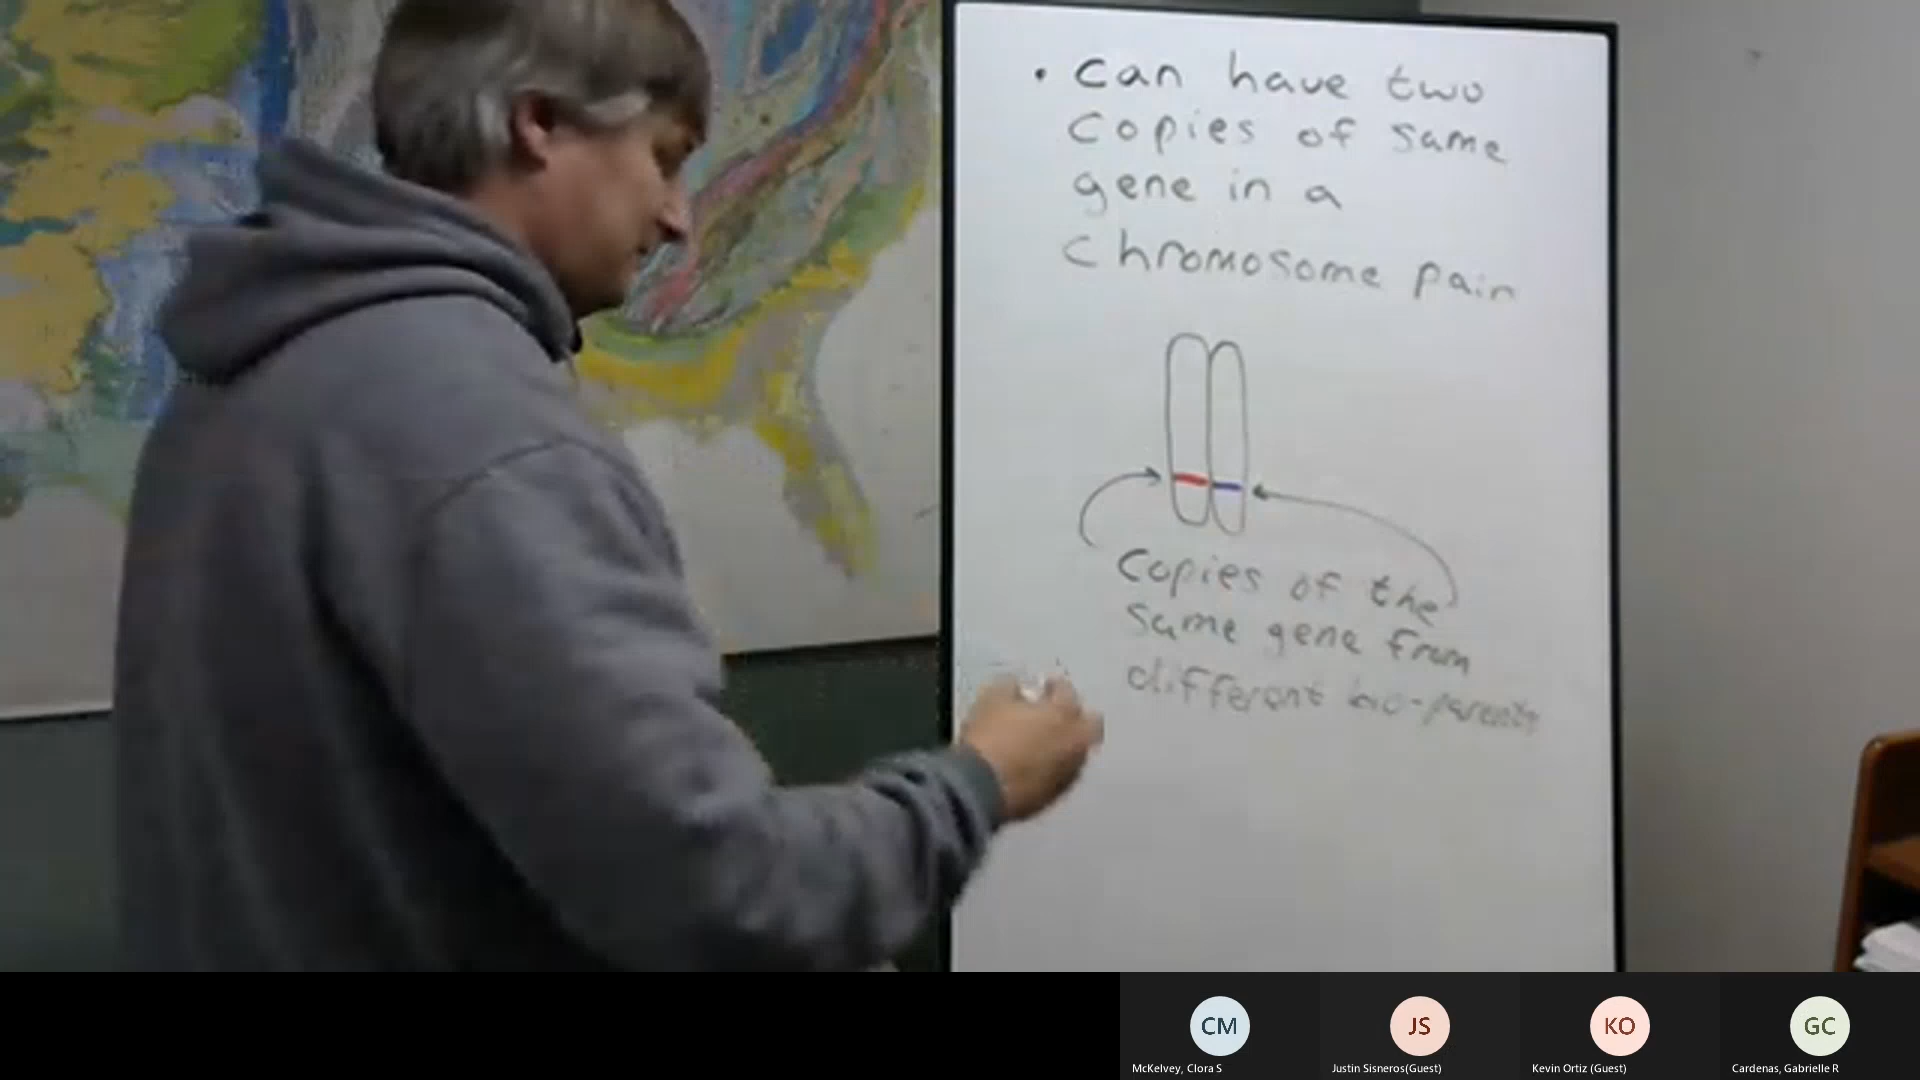 • can have two
copies of same
gene in a
chromosome pair
copies of the
same gene from
different bio-parents
CM
JS
KO
GC
McKelvey, Clora S
Justin Sisneros(Guest)
Kevin Ortiz (Guest)
Cardenas, Gabrielle R